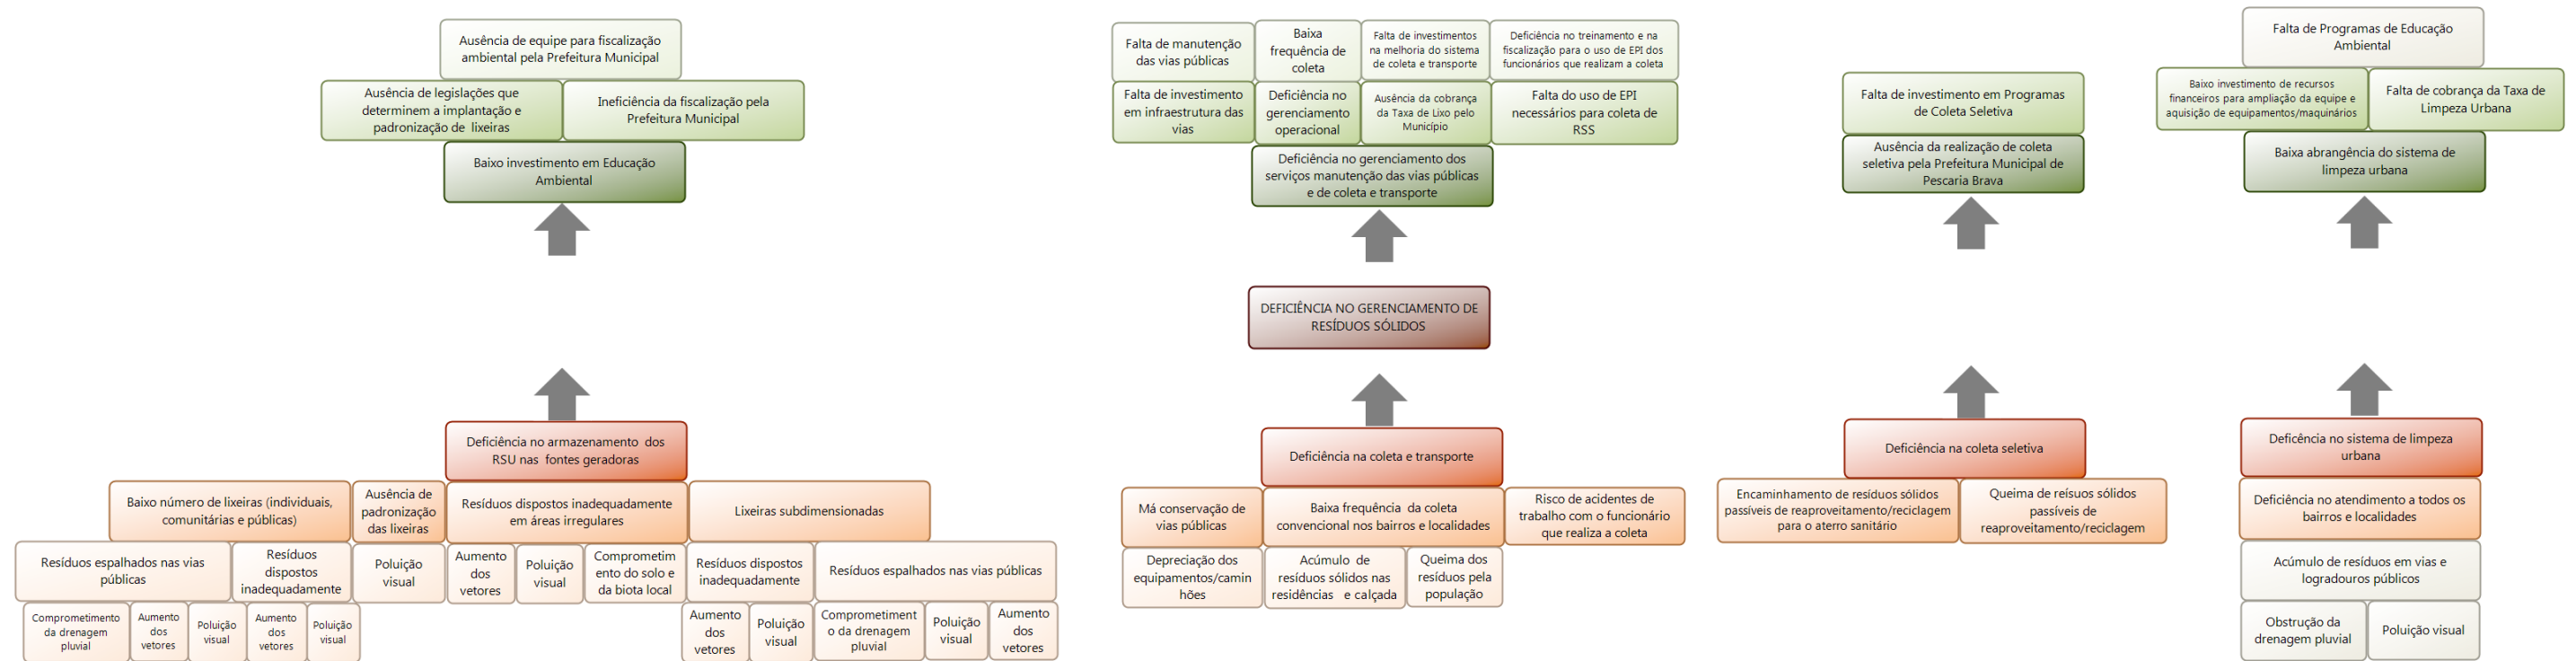 Ausência de equipe para fiscalização
ambiental pela Prefeitura Municipal
Ausência de legislações que
determinem a implantação e
padronização de lixeiras
Ineficiência da fiscalização pela
Prefeitura Municipal
Baixo investimento em Educação
Ambiental
Falta de manutenção
das vias públicas
Baixa
frequência de
coleta
Falta de investimentos
na melhoria do sistema
de coleta e transporte
Deficiência no treinamento e na
fiscalização para o uso de EPI dos
funcionários que realizam a coleta
Falta de investimento
em infraestrutura das
vias
Deficiência no
gerenciamento
operacional
Ausência da cobrança
da Taxa de Lixo pelo
Município
Falta do uso de EPI
necessários para coleta de
RSS
Deficiência no gerenciamento dos
serviços manutenção das vias públicas
e de coleta e transporte
Falta de investimento em Programas
de Coleta Seletiva
Ausência da realização de coleta
seletiva pela Prefeitura Municipal de
Pescaria Brava
Falta de Programas de Educação
Ambiental
Baixo investimento de recursos
financeiros para ampliação da equipe e
aquisição de equipamentos/maquinários
Falta de cobrança da Taxa de
Limpeza Urbana
Baixa abrangência do sistema de
limpeza urbana
DEFICIÊNCIA NO GERENCIAMENTO DE
RESÍDUOS SÓLIDOS
Deficiência no armazenamento dos
RSU nas fontes geradoras
Baixo número de lixeiras (individuais,
comunitárias e públicas)
Ausência de
padronização
das lixeiras
Resíduos dispostos inadequadamente
em áreas irregulares
Lixeiras subdimensionadas
Resíduos espalhados nas vias
públicas
Resíduos
dispostos
inadequadamente
Poluição
visual
Aumento
dos
vetores
Poluição
visual
Comprometim
ento do solo e
da biota local
Resíduos dispostos
inadequadamente
Resíduos espalhados nas vias públicas
Comprometimento
da drenagem
pluvial
Aumento
dos
vetores
Poluição
visual
Aumento
dos
vetores
Poluição
visual
Aumento
dos
vetores
Poluição
visual
Comprometiment
o da drenagem
pluvial
Poluição
visual
Aumento
dos
vetores
Deficiência na coleta e transporte
Má conservação de
vias públicas
Baixa frequência da coleta
convencional nos bairros e localidades
Risco de acidentes de
trabalho com o funcionário
que realiza a coleta
Depreciação dos
equipamentos/camin
hões
Acúmulo de
resíduos sólidos nas
residências e calçada
Queima dos
resíduos pela
população
Deficiência na coleta seletiva
Encaminhamento de resíduos sólidos
passíveis de reaproveitamento/reciclagem
para o aterro sanitário
Queima de reísuos sólidos
passíveis de
reaproveitamento/reciclagem
Deficência no sistema de limpeza
urbana
Deficiência no atendimento a todos os
bairros e localidades
Acúmulo de resíduos em vias e
logradouros públicos
Obstrução da
drenagem pluvial
Poluição visual